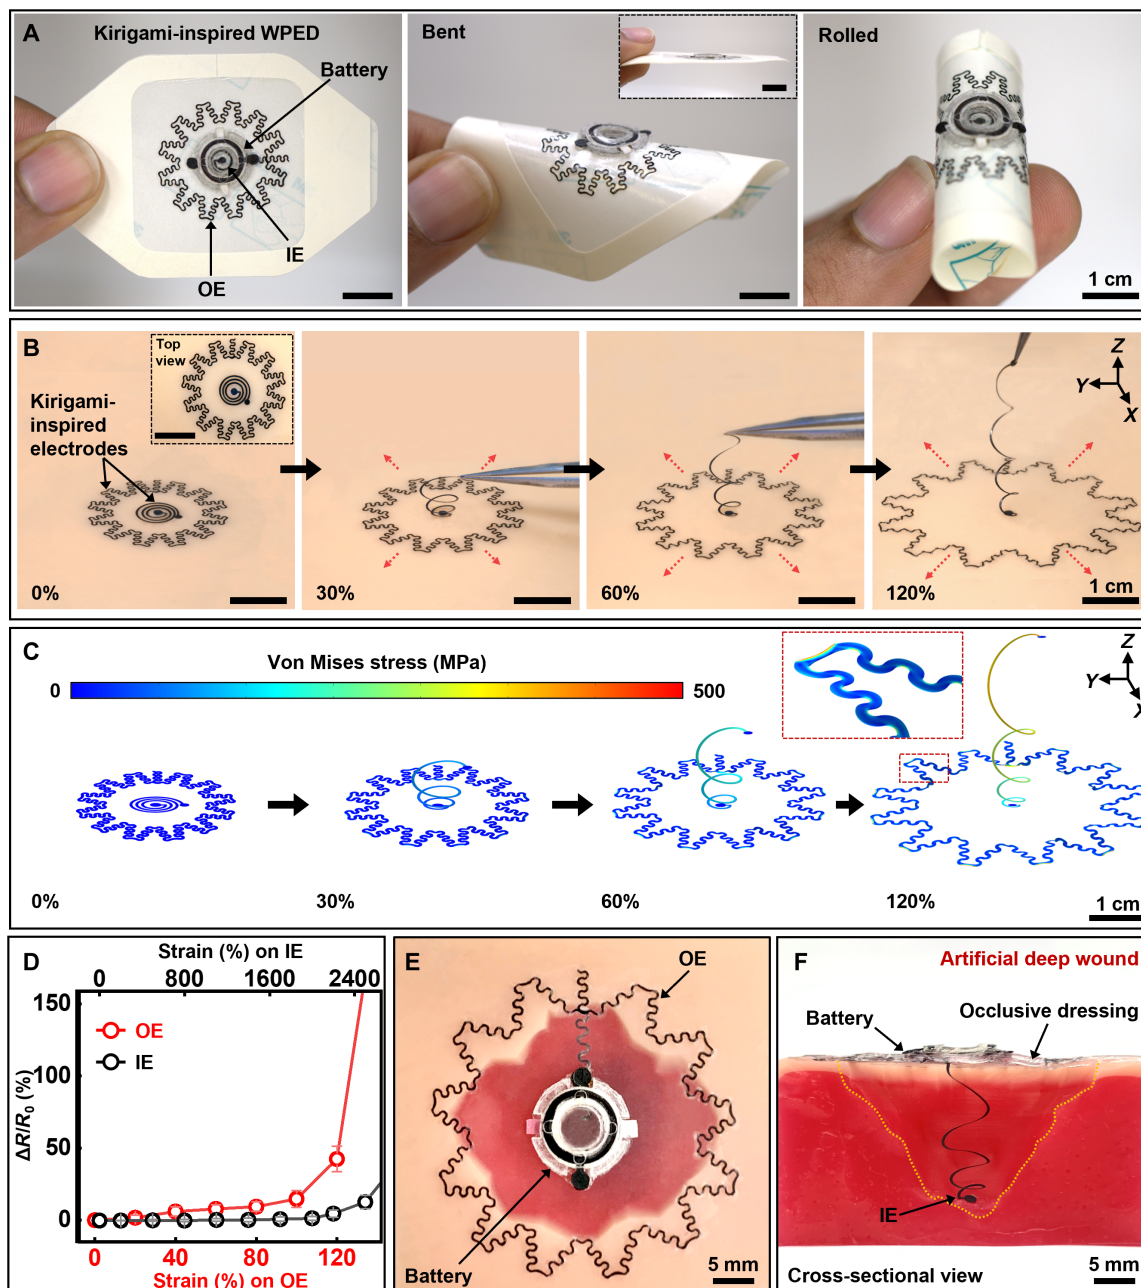 A
Kirigami-inspired WPED
Battery
IE
OE
Bent
Rolled
1 cm
B
Top
view
Kirigami-
inspired
electrodes
0%
30%
60%
120%
Z
Y
X
1 cm
C
Von Mises stress (MPa)
0
500
Z
Y
X
0%
30%
60%
120%
1 cm
D
Strain (%) on IE
0 800 1600 2400
150
100
50
0
ΔR/R0 (%)
OE
IE
0 40 80 120
Strain (%) on OE
E
OE
Battery
5 mm
F
Artificial deep wound
Battery
Occlusive dressing
IE
Cross-sectional view
5 mm